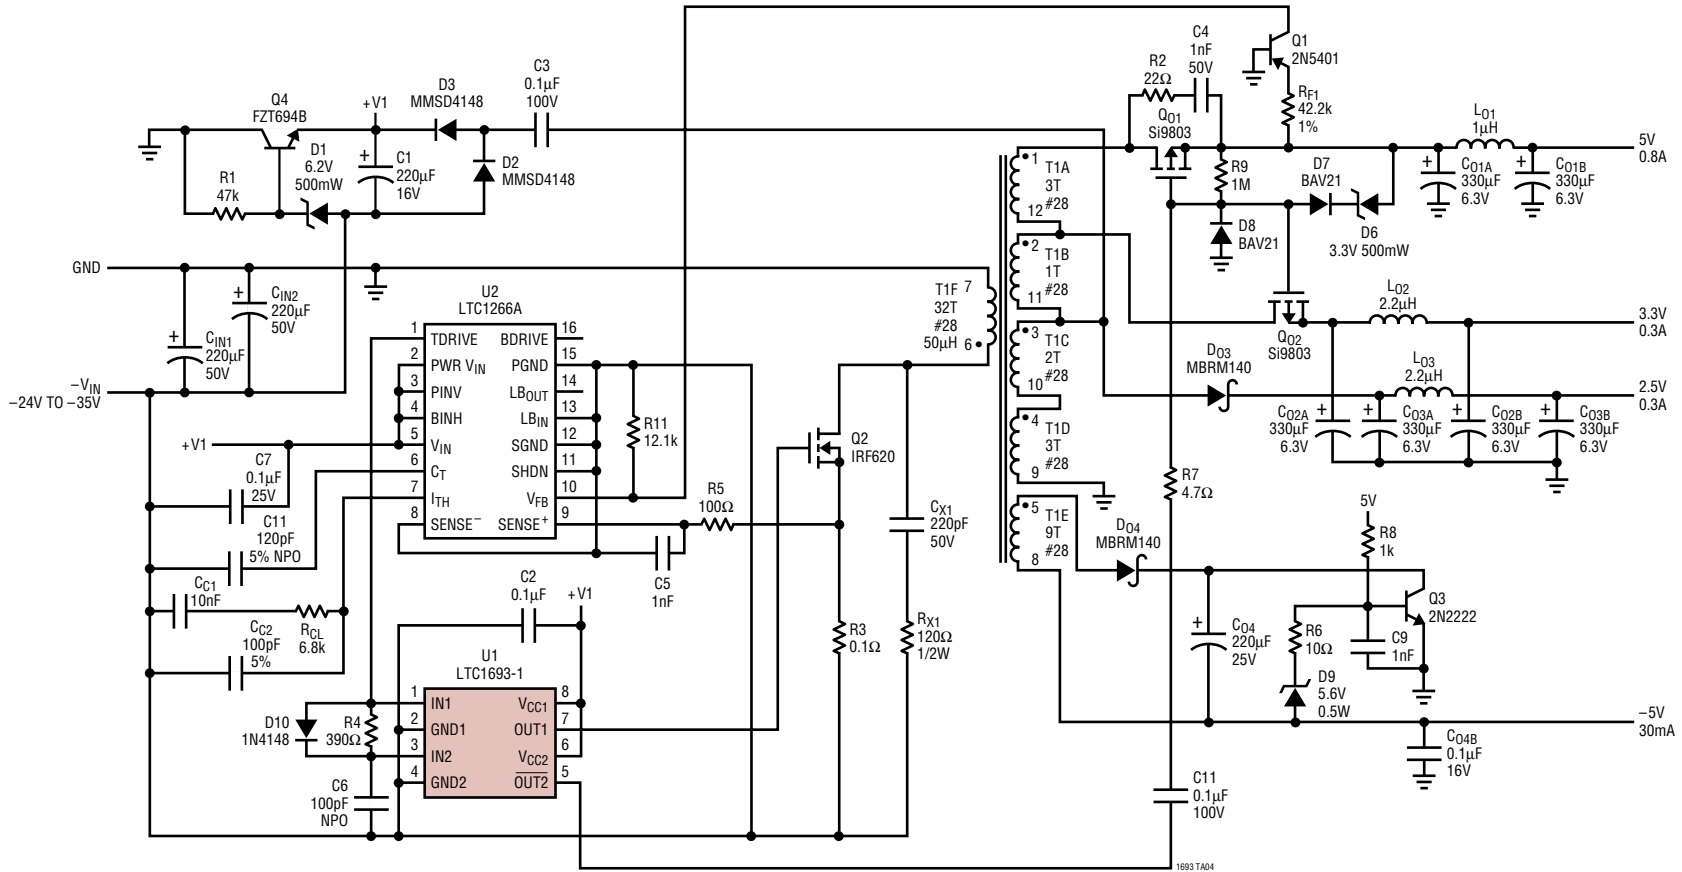 Q4
FZT694B
+V1
D3
MMSD4148
C3
0.1µF
100V
D1
6.2V
500mW
+
C1
220µF
16V
D2
MMSD4148
R1
47k
GND
+
CIN2
220µF
50V
+
CIN1
220µF
50V
–VIN
–24V TO –35V
+V1
C7
0.1µF
25V
C11
120pF
5% NPO
CC1
10nF
RCL
6.8k
CC2
100pF
5%
U2
LTC1266A
1 TDRIVE
2 PWR VIN
3 PINV
4 BINH
5 VIN
6 CT
7 ITH
8 SENSE–
BDRIVE 16
PGND 15
LBOUT 14
LBIN 13
SGND 12
SHDN 11
VFB 10
SENSE+ 9
R11
12.1k
R5
100Ω
C5
1nF
C2
0.1µF
+V1
U1
LTC1693-1
1 IN1
2 GND1
3 IN2
4 GND2
VCC1 8
OUT1 7
VCC2 6
OUT2 5
D10
1N4148
R4
390Ω
C6
100pF
NPO
Q2
IRF620
R3
0.1Ω
CX1
220pF
50V
RX1
120Ω
1/2W
T1F
32T
#28
50µH
7
6
1
T1A
3T
#28
12
2
T1B
1T
#28
11
3
T1C
2T
#28
10
4
T1D
3T
#28
9
5
T1E
9T
#28
8
R2
22Ω
C4
1nF
50V
QO1
Si9803
Q1
2N5401
RF1
42.2k
1%
R9
1M
D8
BAV21
D7
BAV21
D6
3.3V 500mW
LO1
1µH
5V
0.8A
+
CO1A
330µF
6.3V
+
CO1B
330µF
6.3V
QO2
Si9803
LO2
2.2µH
3.3V
0.3A
DO3
MBRM140
LO3
2.2µH
2.5V
0.3A
+
CO2A
330µF
6.3V
+
CO3A
330µF
6.3V
+
CO2B
330µF
6.3V
+
CO3B
330µF
6.3V
R7
4.7Ω
DO4
MBRM140
5V
R8
1k
Q3
2N2222
+
CO4
220µF
25V
R6
10Ω
C9
1nF
D9
5.6V
0.5W
–5V
30mA
CO4B
0.1µF
16V
C11
0.1µF
100V
1693 TA04